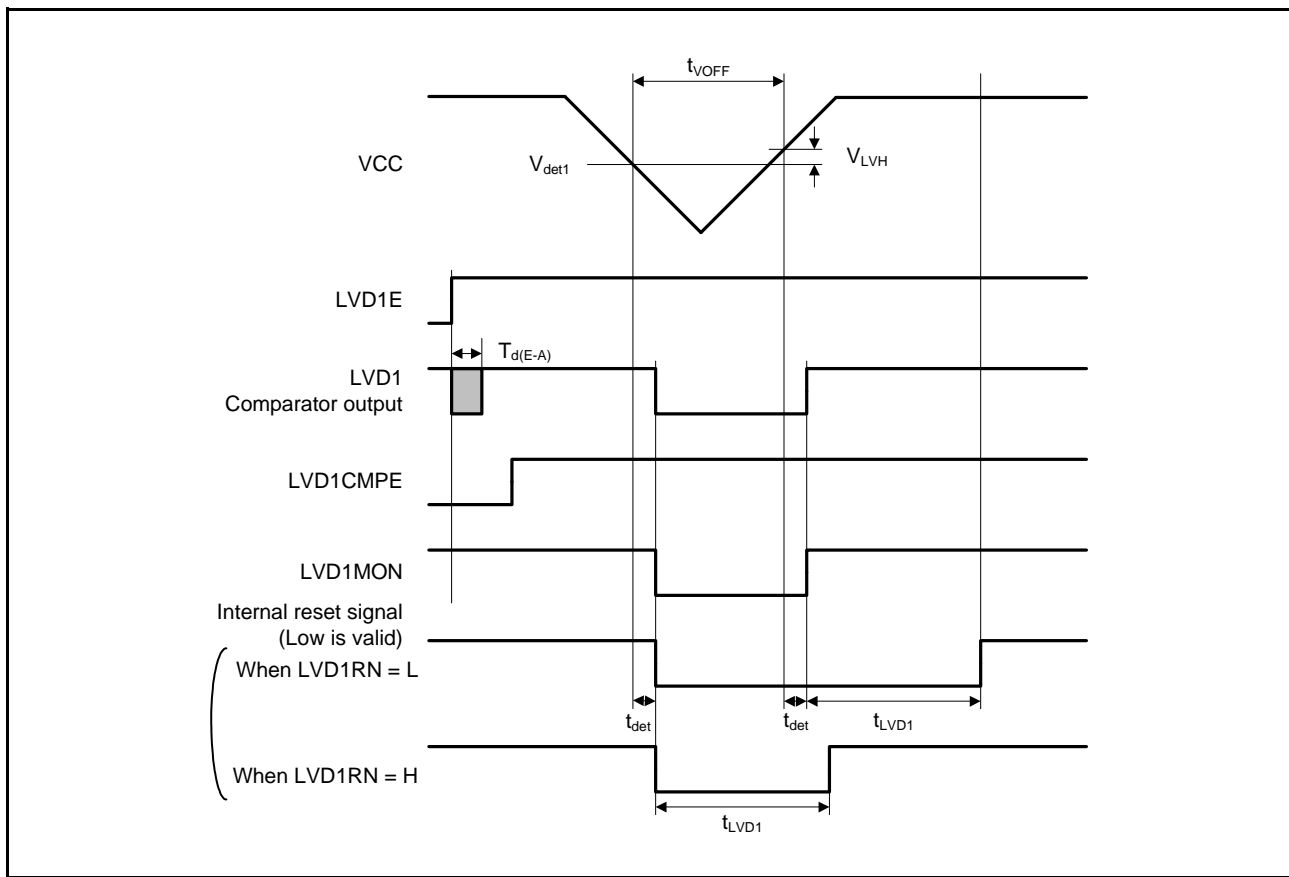 tVOFF
VCC
Vdet1
VLVH
LVD1E
Td(E-A)
LVD1
Comparator output
LVD1CMPE
LVD1MON
Internal reset signal
(Low is valid)
When LVD1RN = L
tdet
tdet
tLVD1
When LVD1RN = H
tLVD1